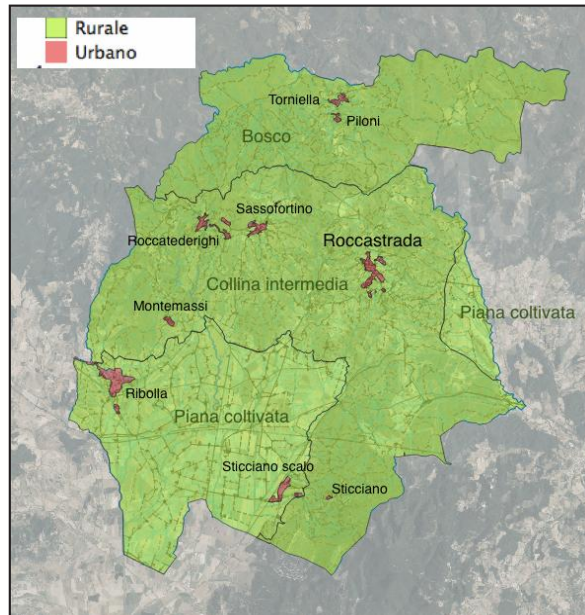 Rurale
Urbano
Torniella
Piloni
Bosco
Sassofortino
Roccatederighi
Roccastrada
Collina intermedia
Montemassi
Piana coltivata
Ribolla
Piana coltivata
Sticciano scalo
Sticciano